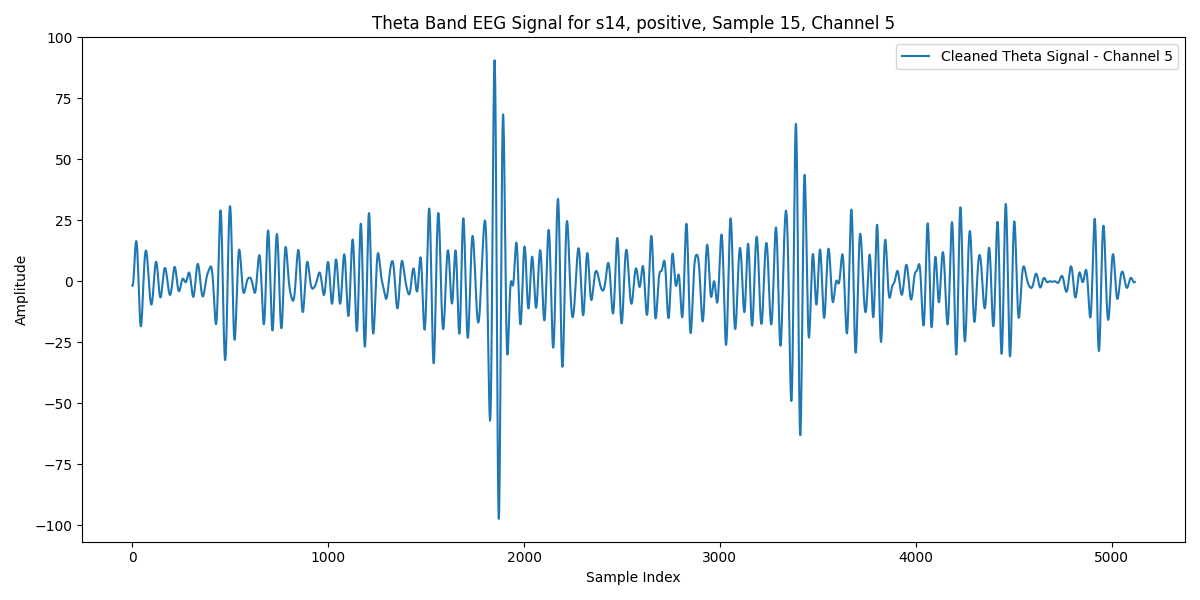 Theta Band EEG Signal for s14, positive, Sample 15, Channel 5
Cleaned Theta Signal - Channel 5
Amplitude
100
75
50
25
0
−25
−50
−75
−100
0 1000 2000 3000 4000 5000
Sample Index